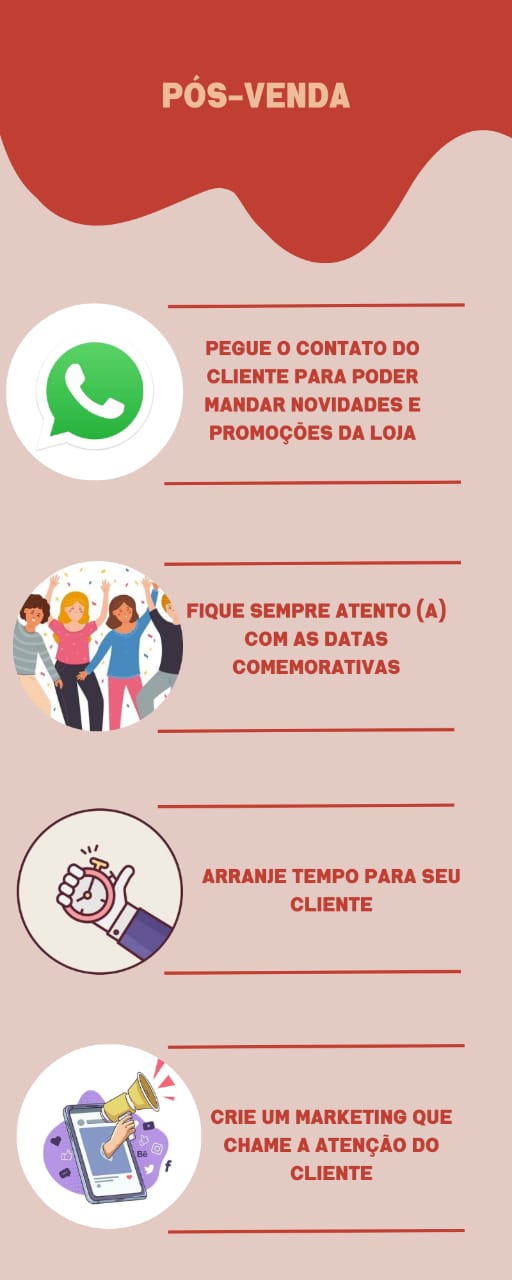 PÓS-VENDA
PEGUE O CONTATO DO
CLIENTE PARA PODER
MANDAR NOVIDADES E
PROMOÇÕES DA LOJA
FIQUE SEMPRE ATENTO (A)
COM AS DATAS
COMEMORATIVAS
ARRANJE TEMPO PARA SEU
CLIENTE
CRIE UM MARKETING QUE
CHAME A ATENÇÃO DO
CLIENTE
Bē